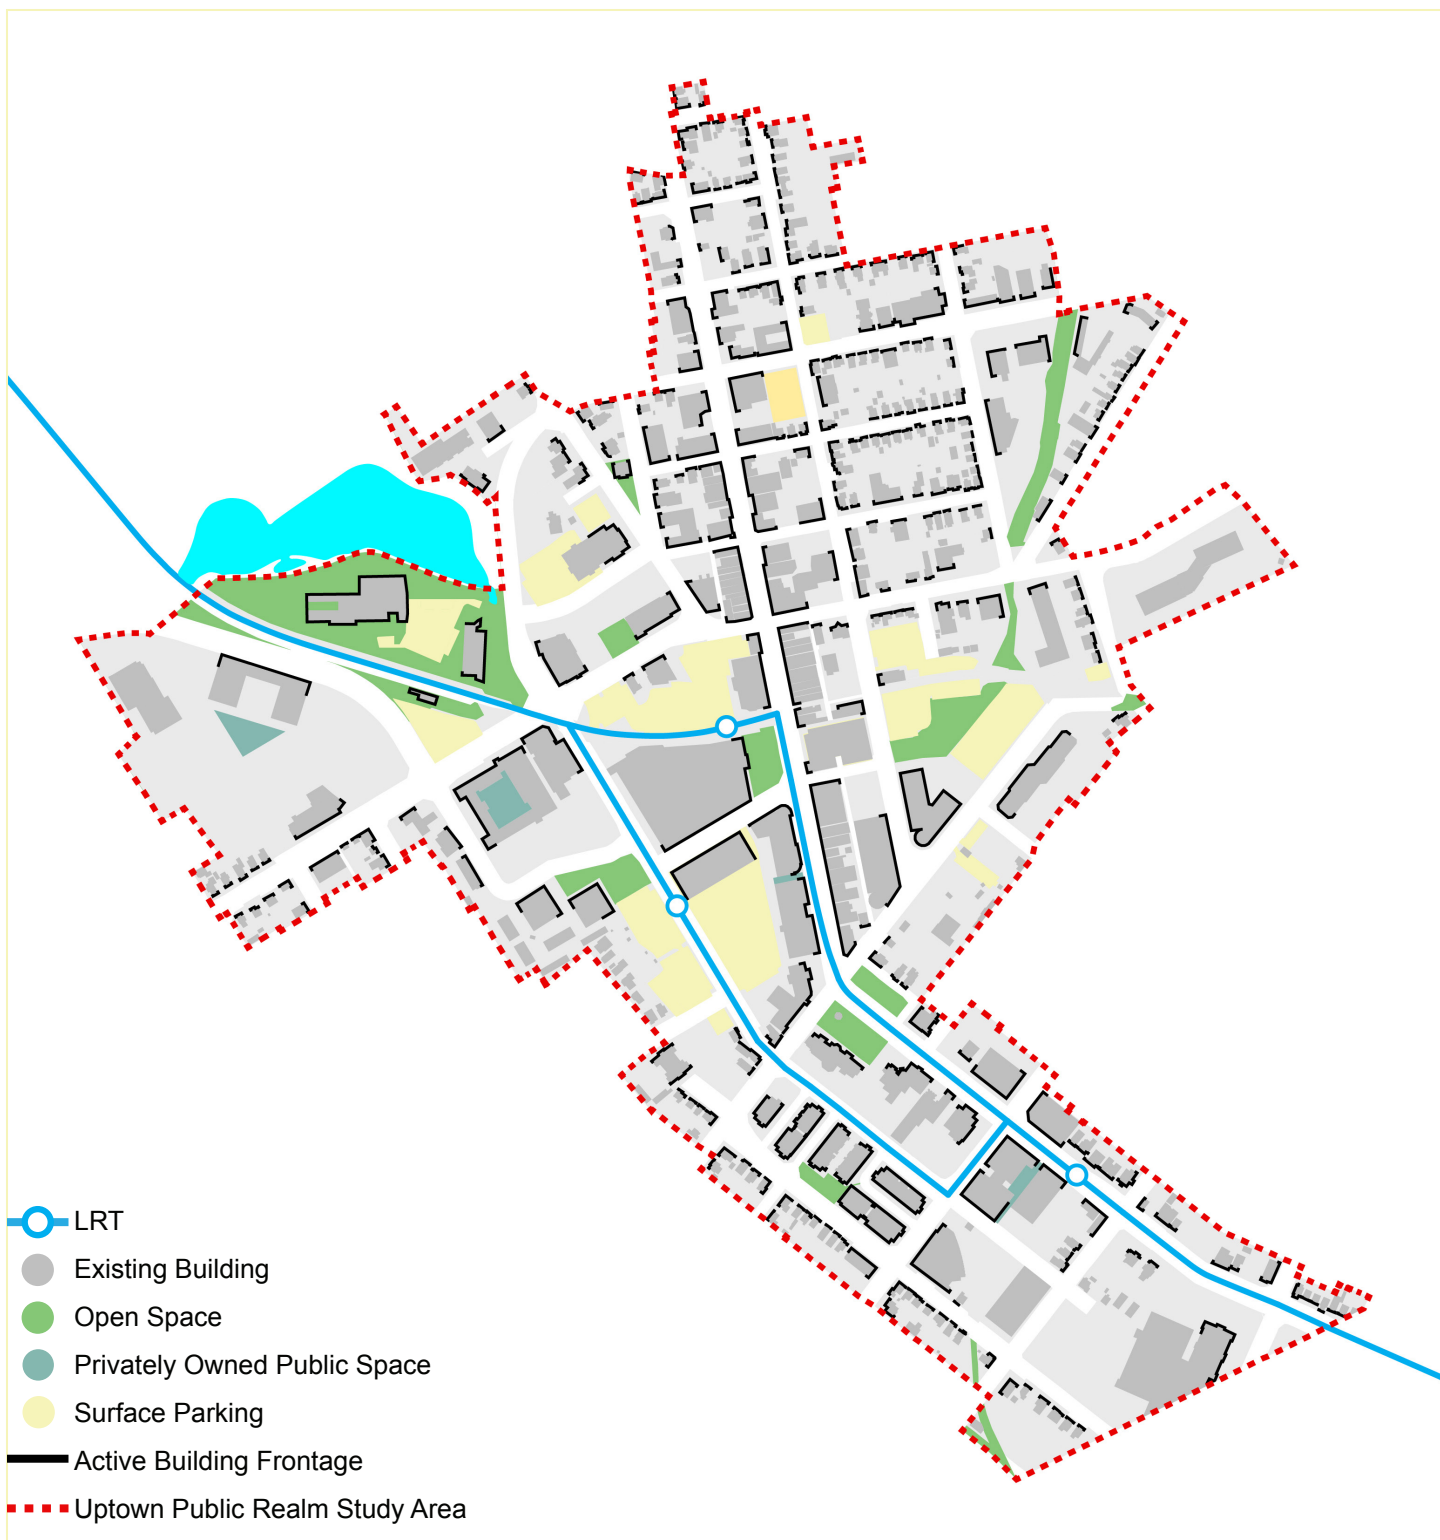 LRT
Existing Building
Open Space
Privately Owned Public Space
Surface Parking
Active Building Frontage
Uptown Public Realm Study Area